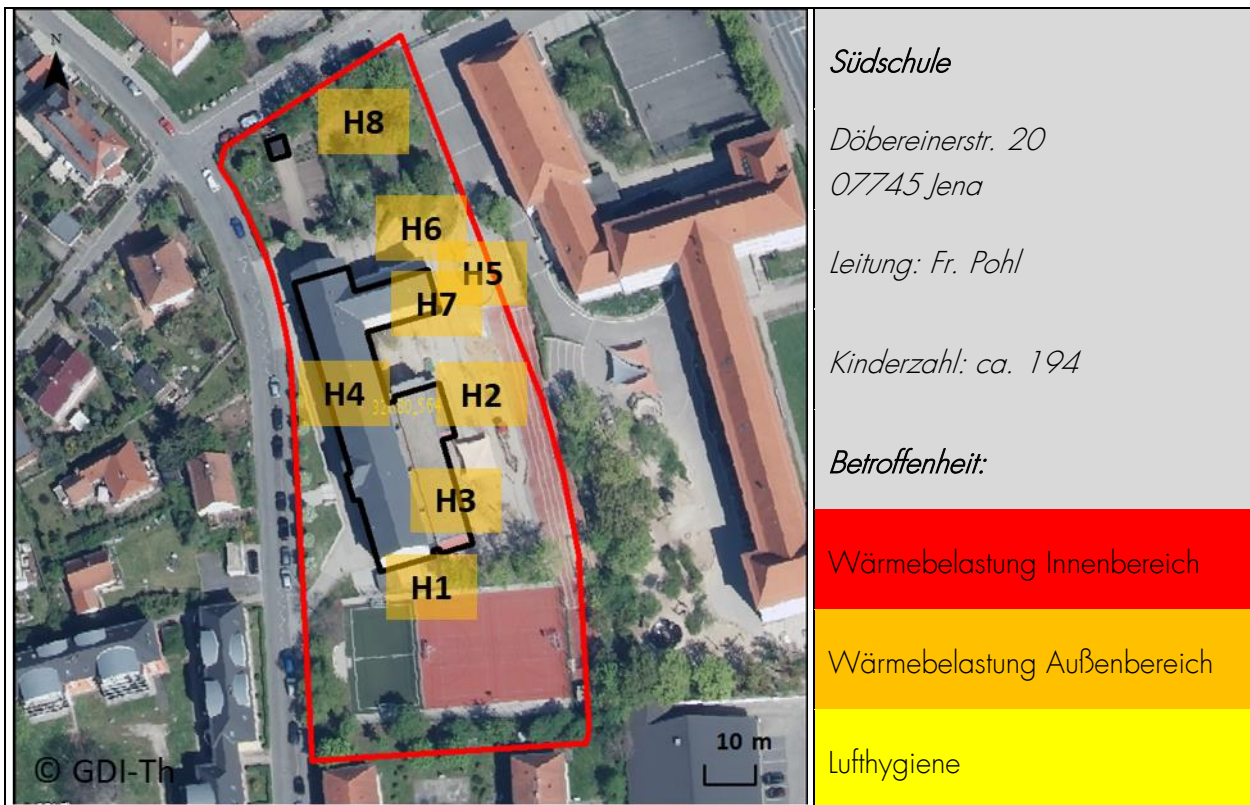 N
H8
H6
H5
H7
H4
H2
H3
H1
10 m
© GDI-Th
Südschule
Döbereinerstr. 20
07745 Jena
Leitung: Fr. Pohl
Kinderzahl: ca. 194
Betroffenheit:
Wärmebelastung Innenbereich
Wärmebelastung Außenbereich
Lufthygiene